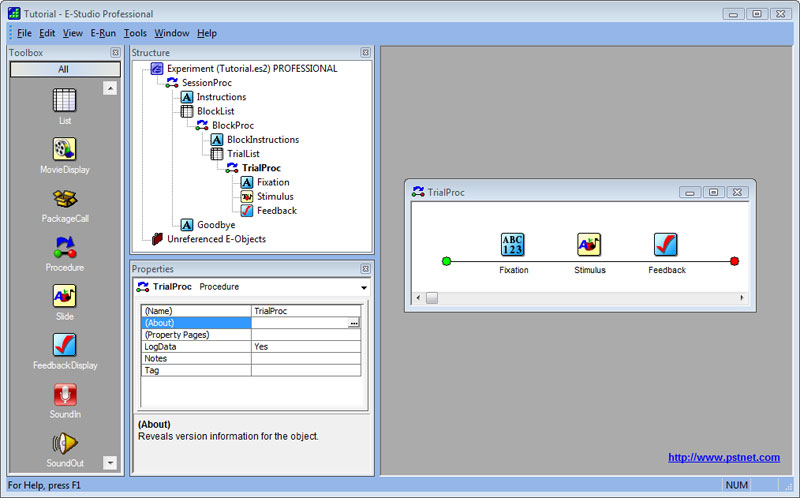 Tutorial - E-Studio Professional
File Edit View E-Run Tools Window Help
Toolbox
All
List
MovieDisplay
PackageCall
Procedure
Slide
FeedbackDisplay
SoundIn
SoundOut
Structure
Experiment (Tutorial.es2) PROFESSIONAL
SessionProc
A Instructions
BlockList
BlockProc
A BlockInstructions
TrialList
TrialProc
A Fixation
Stimulus
Feedback
A Goodbye
Unreferenced E-Objects
Properties
TrialProc Procedure
(Name) TrialProc
(About) ...
(Property Pages)
LogData Yes
Notes
Tag
(About)
Reveals version information for the object.
TrialProc
ABC
123
A
Fixation Stimulus Feedback
http://www.pstnet.com
For Help, press F1 NUM